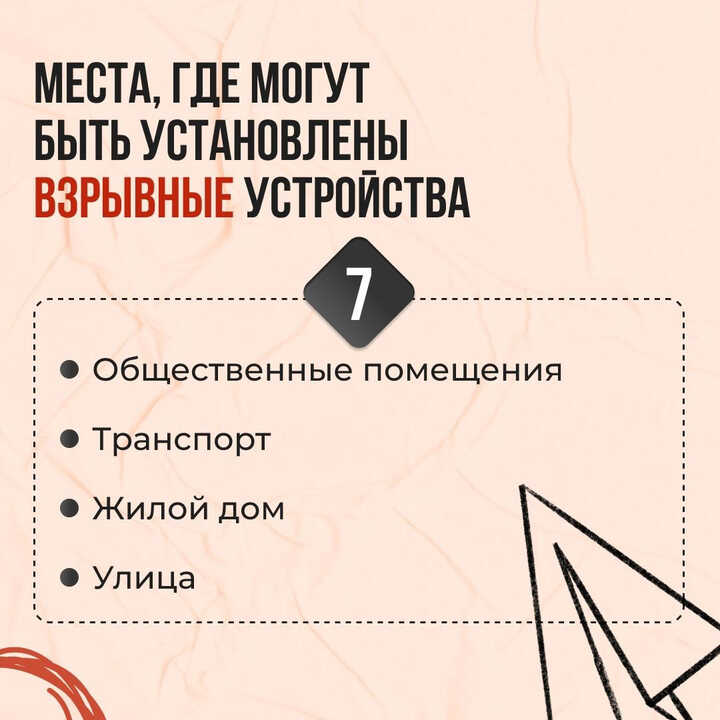 МЕСТА, ГДЕ МОГУТ
БЫТЬ УСТАНОВЛЕНЫ
ВЗРЫВНЫЕ УСТРОЙСТВА
7
Общественные помещения
Транспорт
Жилой дом
Улица